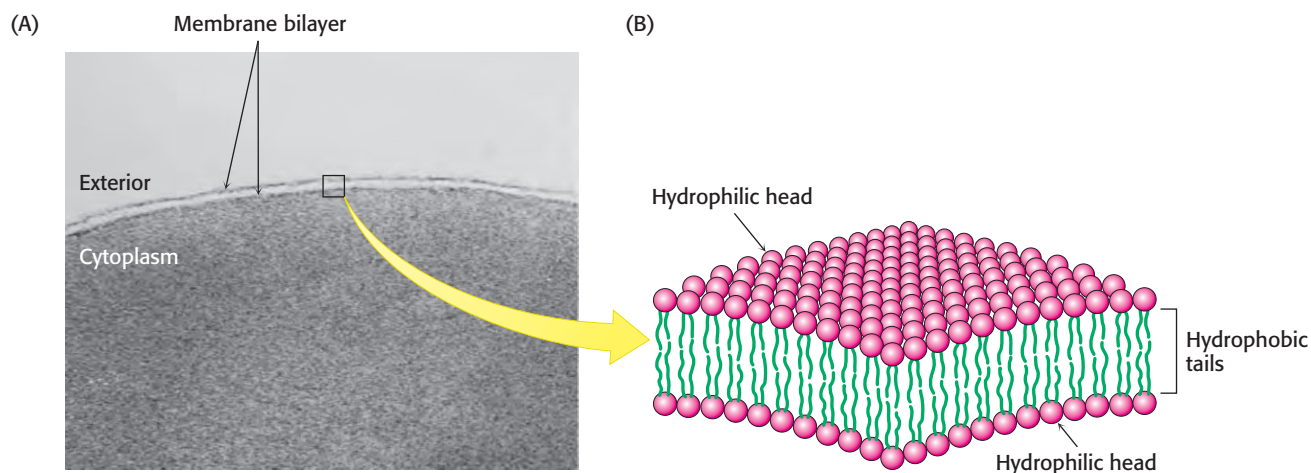 (A)
Membrane bilayer
Exterior
Cytoplasm
(B)
Hydrophilic head
Hydrophobic
tails
Hydrophilic head